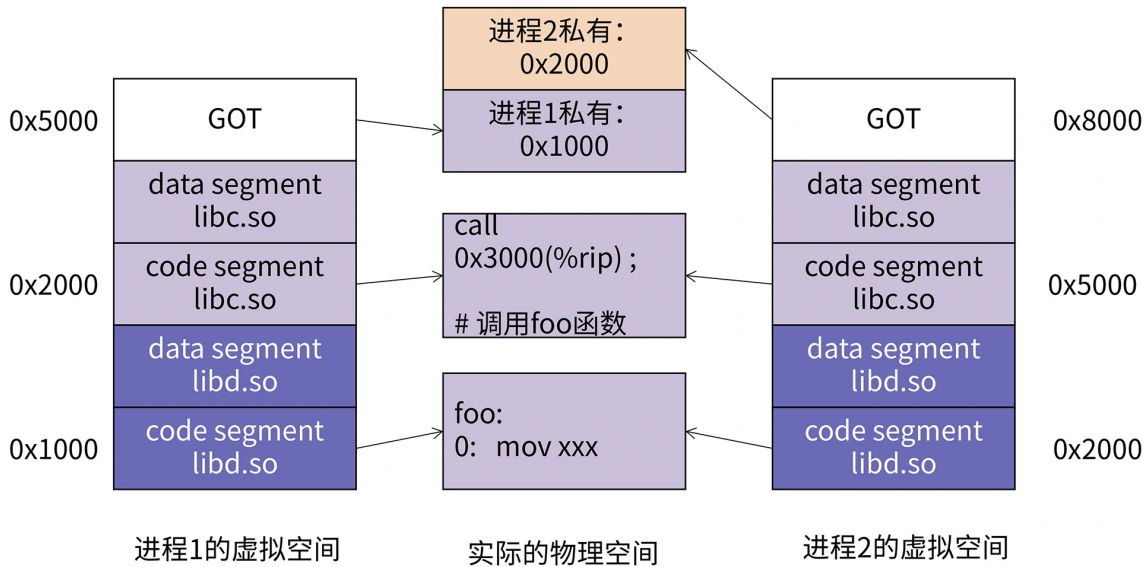 0x5000
GOT
data segment
libc.so
0x2000
code segment
libc.so
data segment
libd.so
0x1000
code segment
libd.so
进程1的虚拟空间
进程2私有：
0x2000
进程1私有：
0x1000
call
0x3000(%rip) ;
# 调用foo函数
foo:
0: mov xxx
实际的物理空间
GOT
0x8000
data segment
libc.so
code segment
libc.so
0x5000
data segment
libd.so
code segment
libd.so
0x2000
进程2的虚拟空间